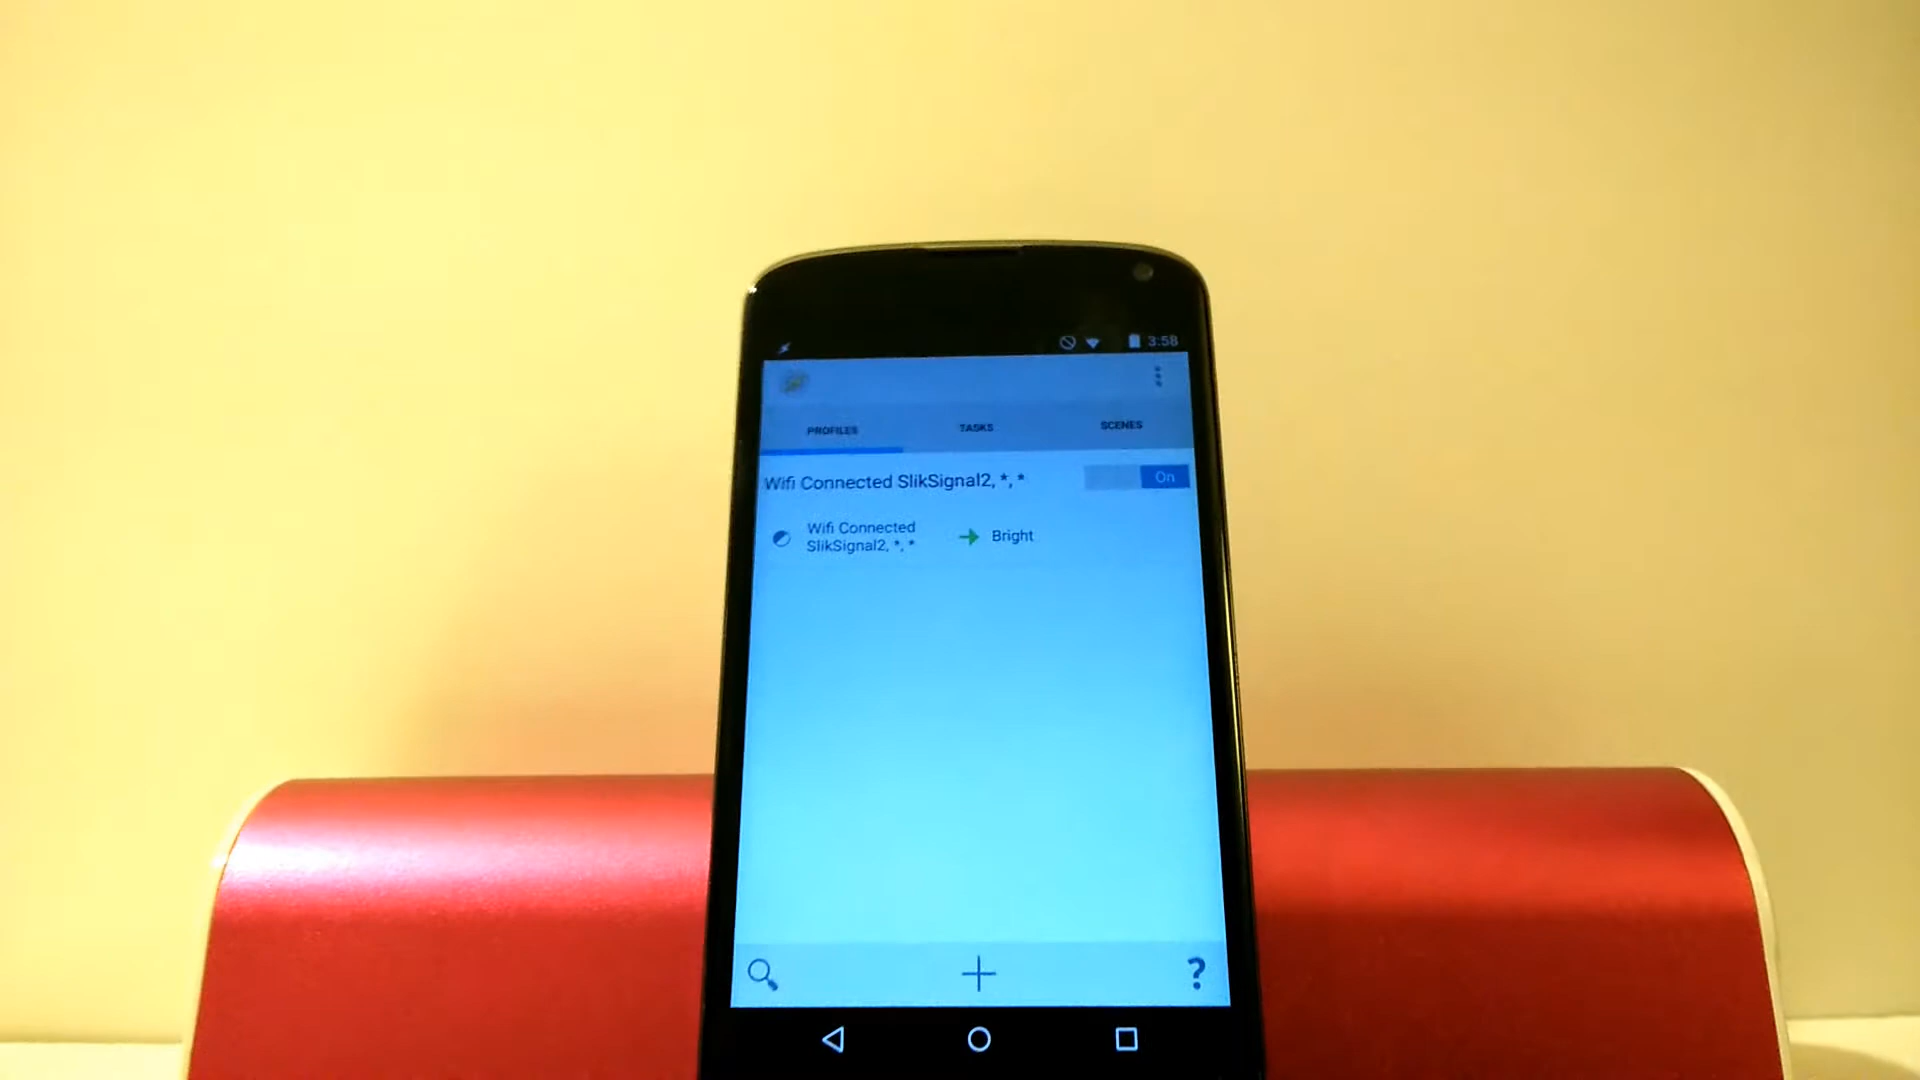 3:58
PROFILES TASKS SCENES
Wifi Connected SlikSignal2, *, * On
Wifi Connected
SlikSignal2, *, *
Bright
?